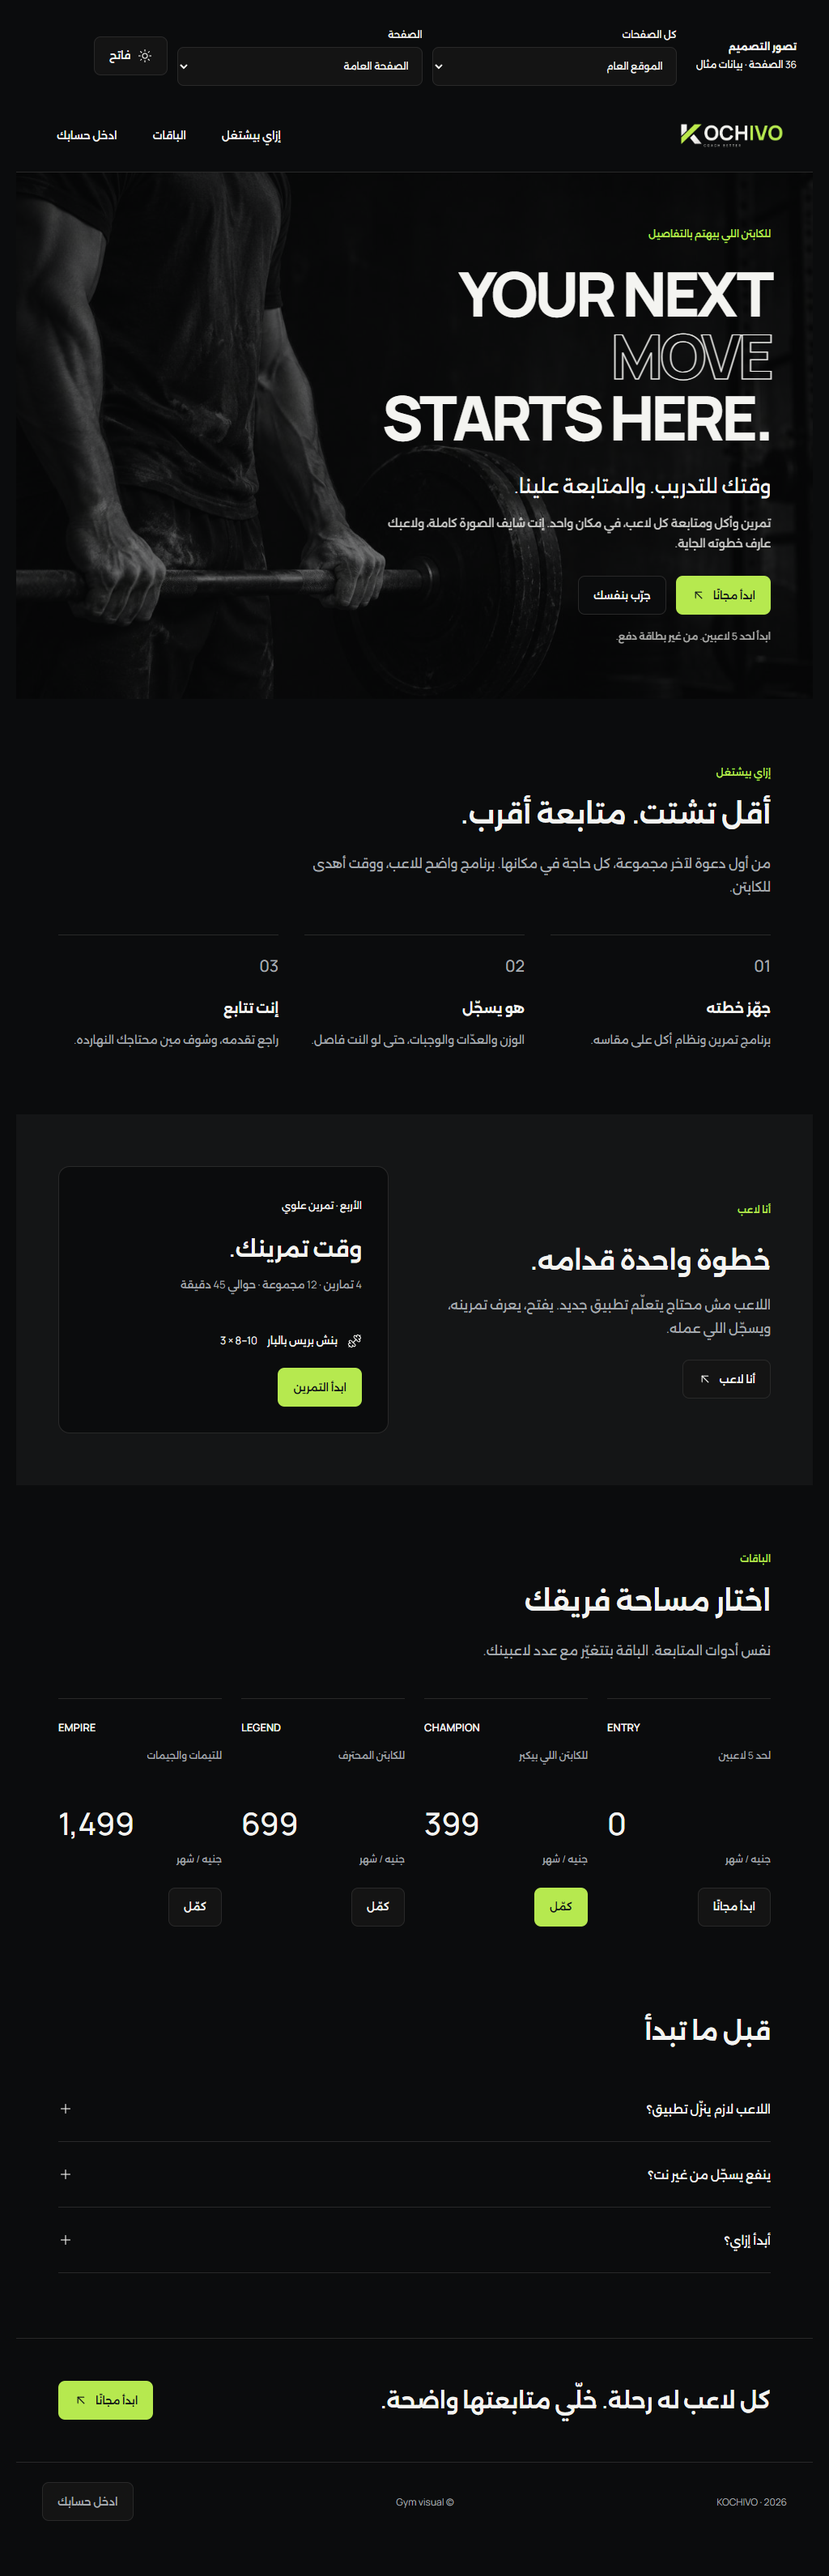 تصور التصميم
36 الصفحة · بيانات مثال
كل الصفحات
الموقع العام
الصفحة
الصفحة العامة
فاتح
KOCHIVO
COACH BETTER
إزاي بيشتغل
الباقات
ادخل حسابك
للكابتن اللي بيهتم بالتفاصيل
YOUR NEXT
MOVE
STARTS HERE.
وقتك للتدريب. والمتابعة علينا.
تمرين وأكل ومتابعة كل لاعب، في مكان واحد. إنت شايف الصورة كاملة، ولاعبك
عارف خطوته الجاية.
ابدأ مجانًا
جرّب بنفسك
ابدأ لحد 5 لاعبين. من غير بطاقة دفع.
إزاي بيشتغل
أقل تشتت. متابعة أقرب.
من أول دعوة لآخر مجموعة، كل حاجة في مكانها. برنامج واضح للاعب، ووقت أهدى
للكابتن.
01
جهّز خطته
برنامج تمرين ونظام أكل على مقاسه.
02
هو يسجّل
الوزن والعدّات والوجبات، حتى لو النت فاصل.
03
إنت تتابع
راجع تقدمه، وشوف مين محتاجك النهارده.
أنا لاعب
خطوة واحدة قدامه.
اللاعب مش محتاج يتعلّم تطبيق جديد. يفتح، يعرف تمرينه،
ويسجّل اللي عمله.
أنا لاعب
الأربع · تمرين علوي
وقت تمرينك.
4 تمارين · 12 مجموعة · حوالي 45 دقيقة
بنش بريس بالبار
3 × 8–10
ابدأ التمرين
الباقات
اختار مساحة فريقك
نفس أدوات المتابعة. الباقة بتتغيّر مع عدد لاعبينك.
ENTRY
لحد 5 لاعبين
0
جنيه / شهر
ابدأ مجانًا
CHAMPION
للكابتن اللي بيكبر
399
جنيه / شهر
كمّل
LEGEND
للكابتن المحترف
699
جنيه / شهر
كمّل
EMPIRE
للتيمات والجيمات
1,499
جنيه / شهر
كمّل
قبل ما تبدأ
اللاعب لازم ينزّل تطبيق؟
ينفع يسجّل من غير نت؟
أبدأ إزاي؟
كل لاعب له رحلة. خلّي متابعتها واضحة.
ابدأ مجانًا
KOCHIVO · 2026
Gym visual ©
ادخل حسابك